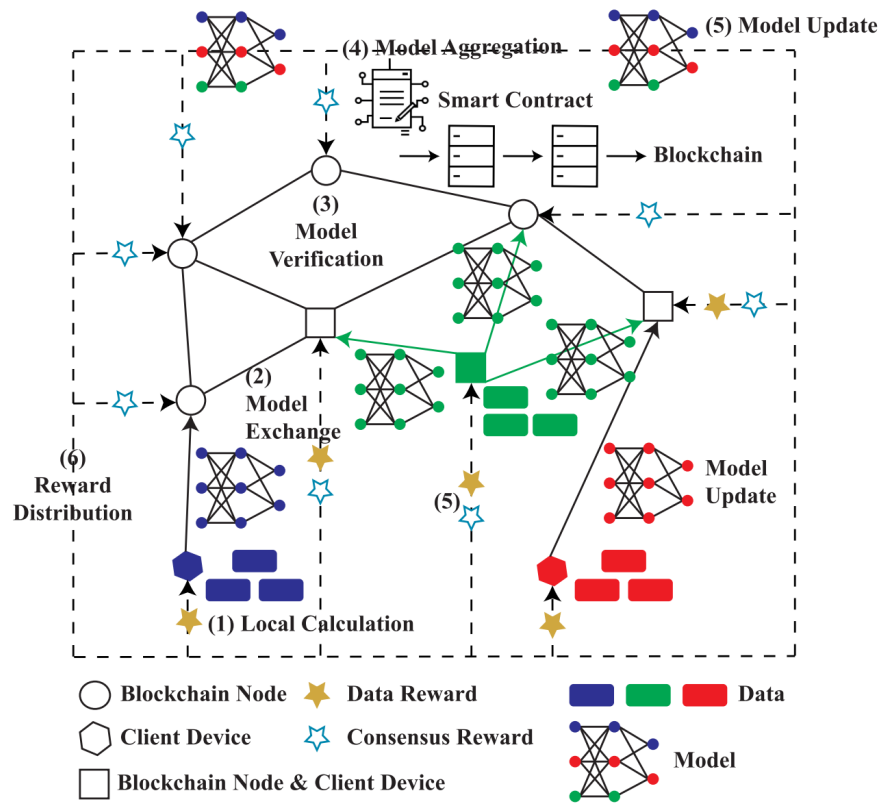 (4) Model Aggregation
(5) Model Update
Smart Contract
Blockchain
(3)
Model
Verification
(2)
Model
Exchange
(6)
Reward
Distribution
(5)
Model
Update
(1) Local Calculation
Blockchain Node
Data Reward
Data
Client Device
Consensus Reward
Model
Blockchain Node & Client Device